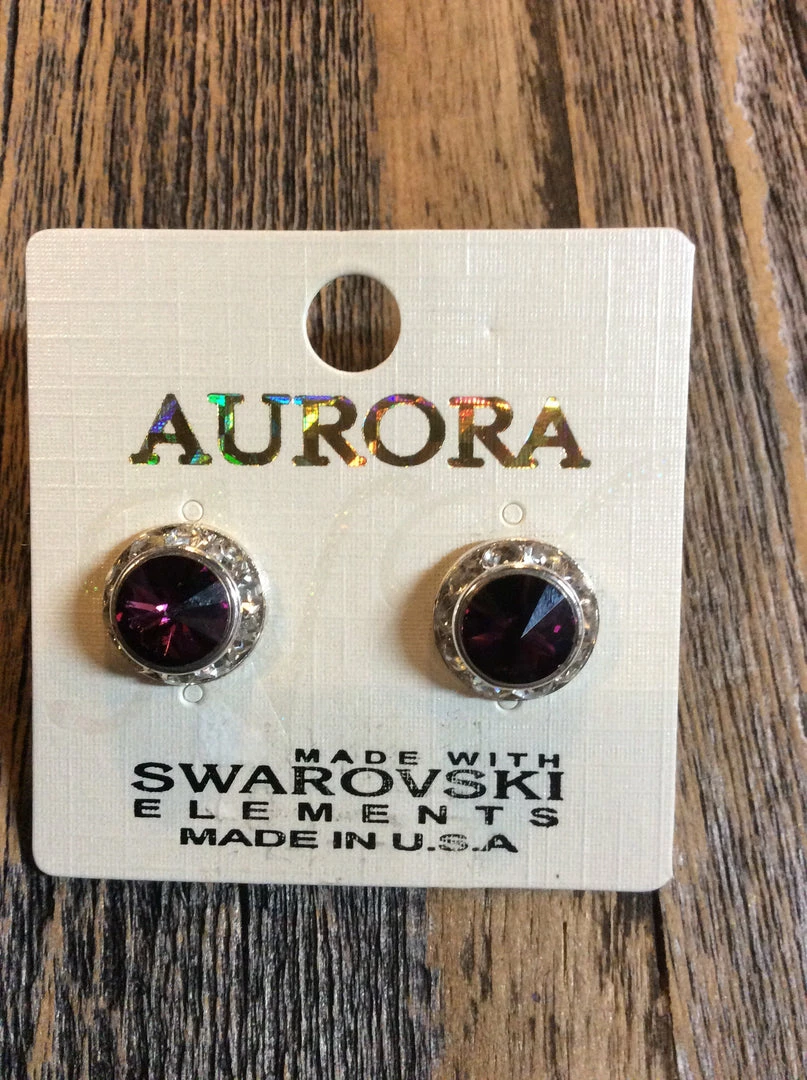 AURORA
MADE WITH
SWAROVSKI
ELEMENTS
MADE IN U.S.A